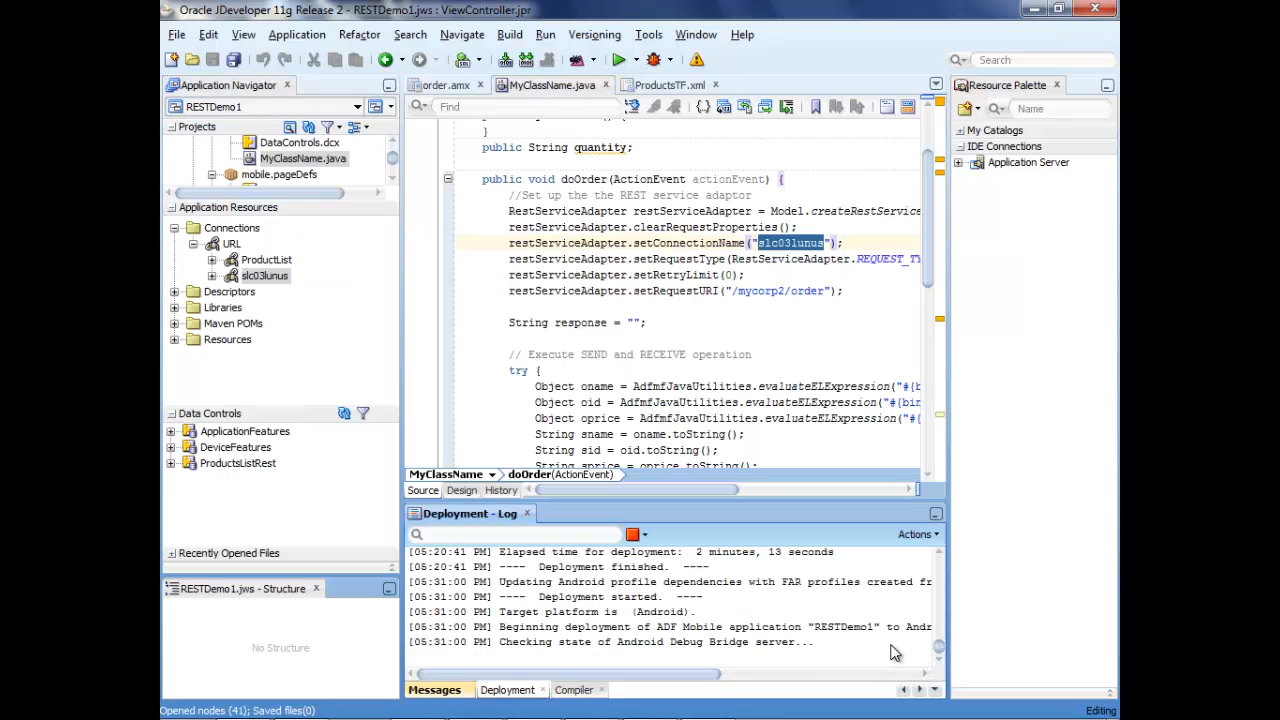 Oracle JDeveloper 11g Release 2 - RESTDemo1.jws : ViewController.jpr
File Edit View Application Refactor Search Navigate Build Run Versioning Tools Window Help
Search
Application Navigator
order.amx
MyClassName.java
ProductsTF.xml
Resource Palette
RESTDemo1
Find
Name
Projects
DataControls.dcx
MyClassName.java
mobile.pageDefs
My Catalogs
IDE Connections
Application Server
Application Resources
Connections
URL
ProductList
slc03lunus
Descriptors
Libraries
Maven POMs
Resources
Data Controls
ApplicationFeatures
DeviceFeatures
ProductsListRest
Recently Opened Files
RESTDemo1.jws - Structure
No Structure
}
public String quantity;
public void doOrder(ActionEvent actionEvent) {
//Set up the the REST service adaptor
RestServiceAdapter restServiceAdapter = Model.createRestService
restServiceAdapter.clearRequestProperties();
restServiceAdapter.setConnectionName("slc03lunus");
restServiceAdapter.setRequestType(RestServiceAdapter.REQUEST_TY
restServiceAdapter.setRetryLimit(0);
restServiceAdapter.setRequestURI("/mycorp2/order");
String response = "";
// Execute SEND and RECEIVE operation
try {
Object oname = AdfmfJavaUtilities.evaluateELExpression("#{b
Object oid = AdfmfJavaUtilities.evaluateELExpression("#{bin
Object oprice = AdfmfJavaUtilities.evaluateELExpression("#{
String sname = oname.toString();
String sid = oid.toString();
String sprice = oprice.toString();
MyClassName doOrder(ActionEvent)
Source Design History
Deployment - Log
Actions
[05:20:41 PM] Elapsed time for deployment: 2 minutes, 13 seconds
[05:20:41 PM] ---- Deployment finished. ----
[05:31:00 PM] Updating Android profile dependencies with FAR profiles created fr
[05:31:00 PM] ---- Deployment started. ----
[05:31:00 PM] Target platform is (Android).
[05:31:00 PM] Beginning deployment of ADF Mobile application "RESTDemo1" to Andr
[05:31:00 PM] Checking state of Android Debug Bridge server...
Messages Deployment Compiler
Opened nodes (41); Saved files(0)
Editing